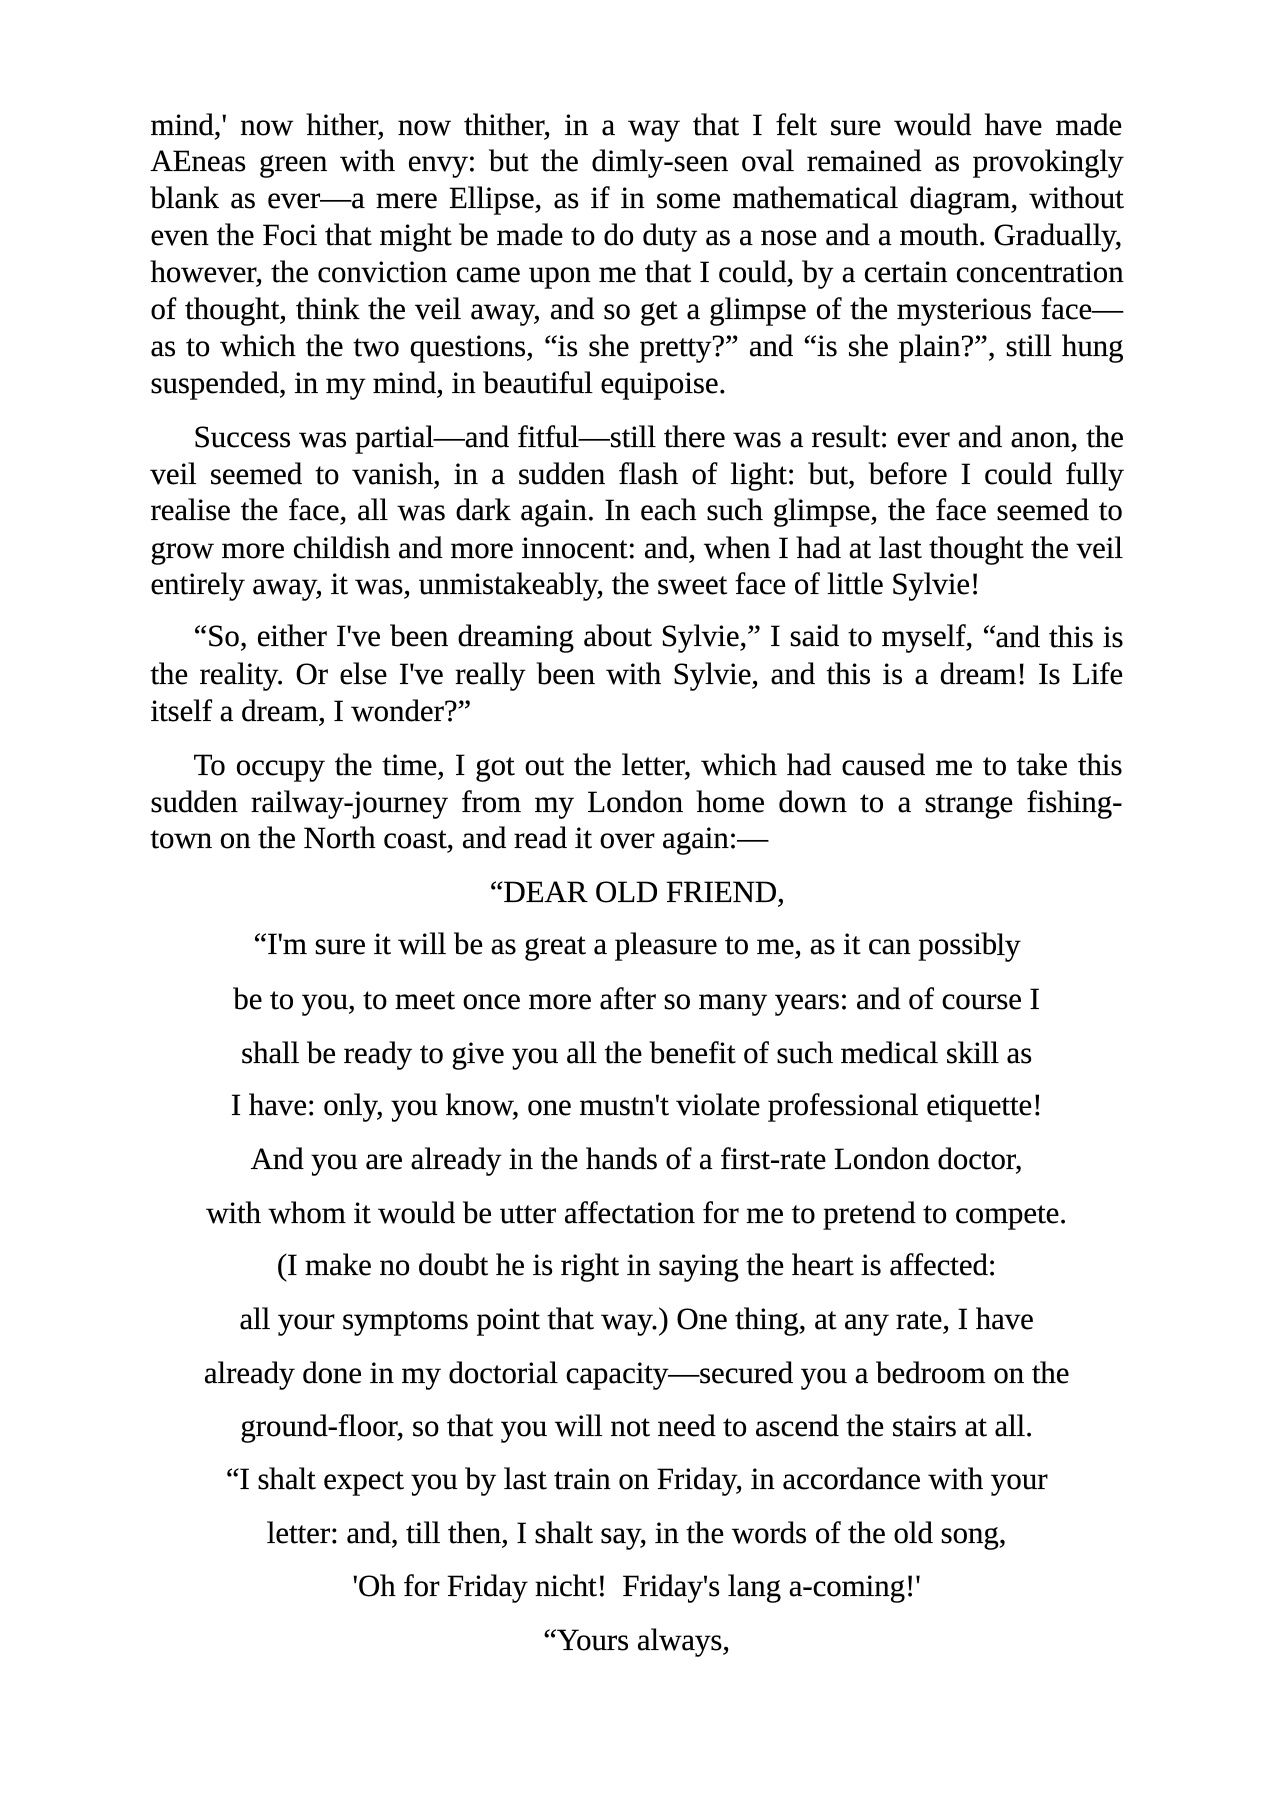 mind,' now hither, now thither, in a way that I felt sure would have made
AEneas green with envy: but the dimly-seen oval remained as provokingly
blank as ever—a mere Ellipse, as if in some mathematical diagram, without
even the Foci that might be made to do duty as a nose and a mouth. Gradually,
however, the conviction came upon me that I could, by a certain concentration
of thought, think the veil away, and so get a glimpse of the mysterious face—
as to which the two questions, “is she pretty?” and “is she plain?”, still hung
suspended, in my mind, in beautiful equipoise.
Success was partial—and fitful—still there was a result: ever and anon, the
veil seemed to vanish, in a sudden flash of light: but, before I could fully
realise the face, all was dark again. In each such glimpse, the face seemed to
grow more childish and more innocent: and, when I had at last thought the veil
entirely away, it was, unmistakeably, the sweet face of little Sylvie!
“So, either I've been dreaming about Sylvie,” I said to myself, “and this is
the reality. Or else I've really been with Sylvie, and this is a dream! Is Life
itself a dream, I wonder?”
To occupy the time, I got out the letter, which had caused me to take this
sudden railway-journey from my London home down to a strange fishing-
town on the North coast, and read it over again:—
“DEAR OLD FRIEND,
“I'm sure it will be as great a pleasure to me, as it can possibly
be to you, to meet once more after so many years: and of course I
shall be ready to give you all the benefit of such medical skill as
I have: only, you know, one mustn't violate professional etiquette!
And you are already in the hands of a first-rate London doctor,
with whom it would be utter affectation for me to pretend to compete.
(I make no doubt he is right in saying the heart is affected:
all your symptoms point that way.) One thing, at any rate, I have
already done in my doctorial capacity—secured you a bedroom on the
ground-floor, so that you will not need to ascend the stairs at all.
“I shalt expect you by last train on Friday, in accordance with your
letter: and, till then, I shalt say, in the words of the old song,
'Oh for Friday nicht!  Friday's lang a-coming!'
“Yours always,